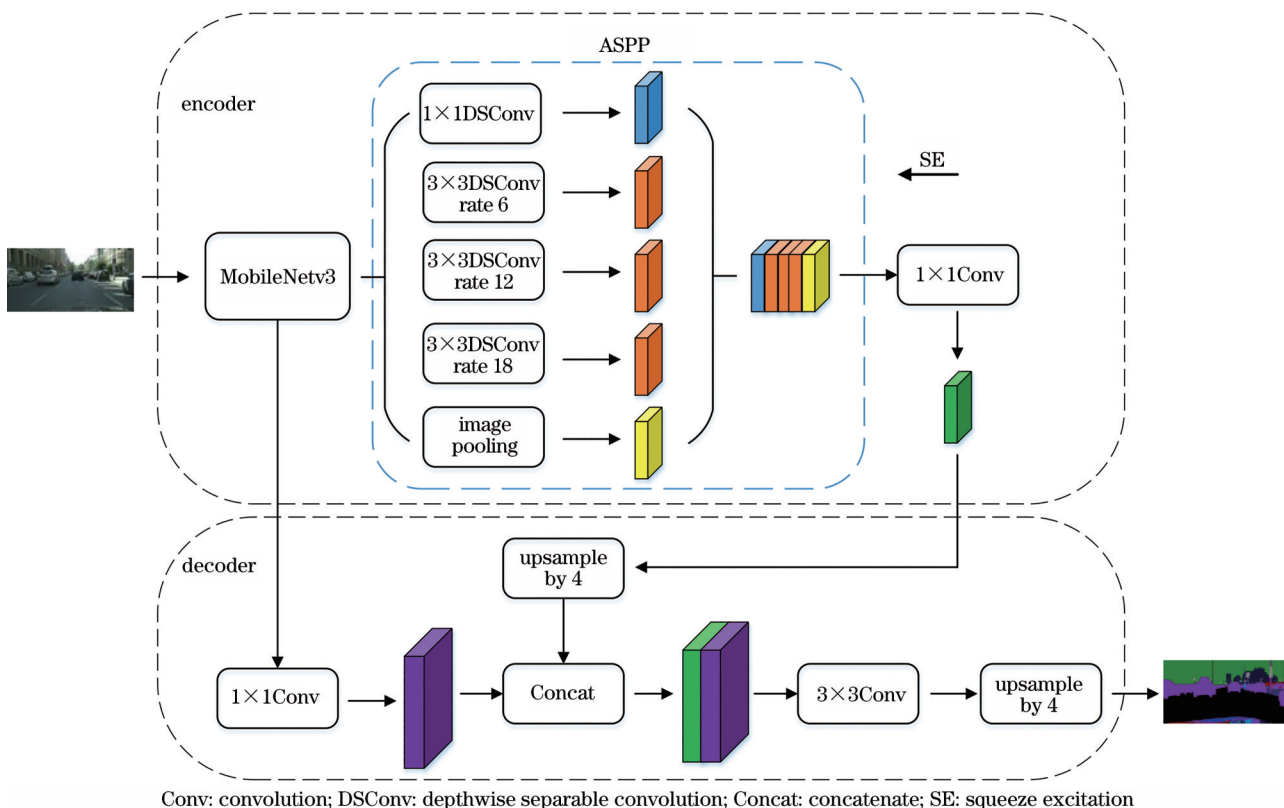 ASPP
encoder
1×1DSConv
SE
3×3DSConv
rate 6
MobileNetv3
3×3DSConv
rate 12
1×1Conv
3×3DSConv
rate 18
image
pooling
decoder
upsample
by 4
1×1Conv
Concat
3×3Conv
upsample
by 4
Conv: convolution; DSConv: depthwise separable convolution; Concat: concatenate; SE: squeeze excitation